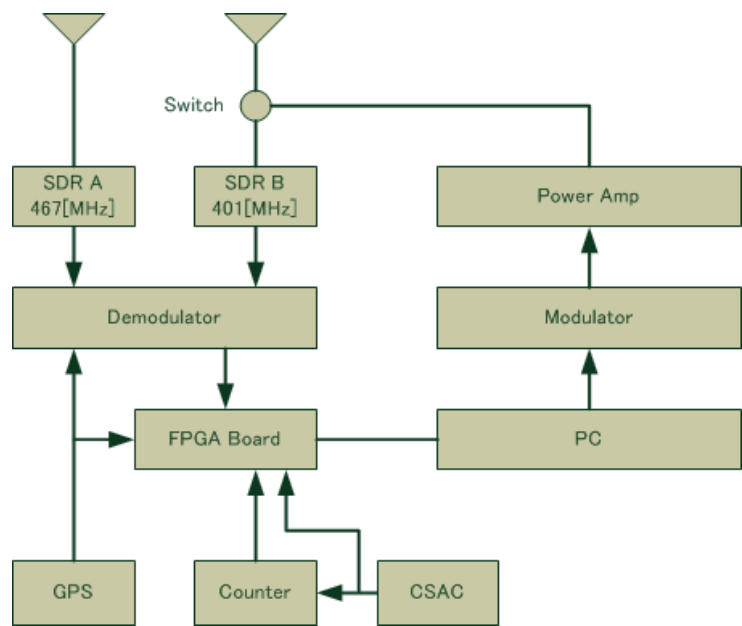 Switch
SDR A
467[MHz]
SDR B
401[MHz]
Power Amp
Demodulator
Modulator
FPGA Board
PC
GPS
Counter
CSAC